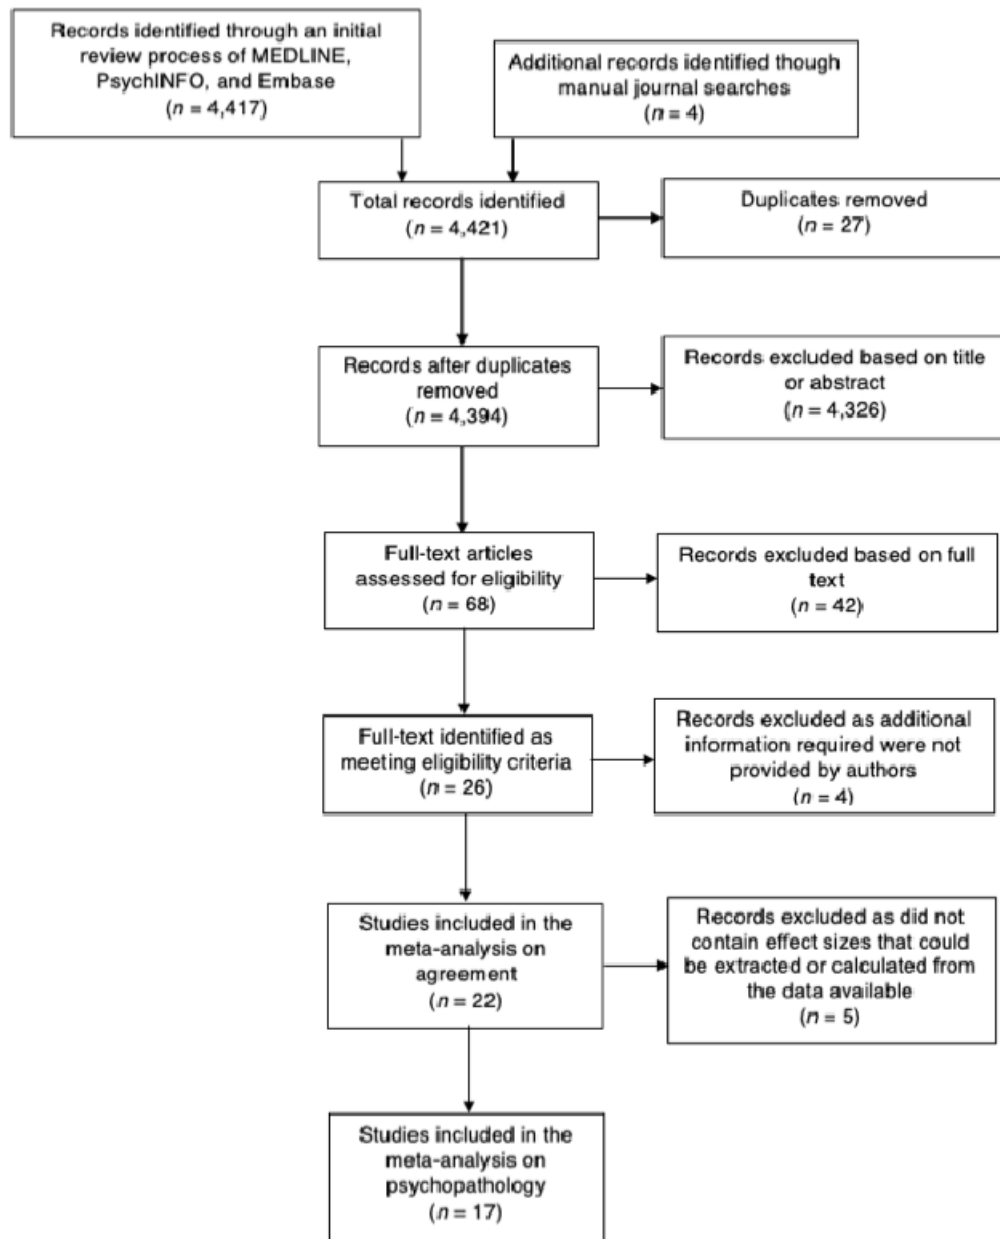 Records identified through an initial
review process of MEDLINE,
PsychINFO, and Embase
(n = 4,417)
Additional records identified though
manual journal searches
(n = 4)
Total records identified
(n = 4,421)
Duplicates removed
(n = 27)
Records after duplicates
removed
(n = 4,394)
Records excluded based on title
or abstract
(n = 4,326)
Full-text articles
assessed for eligibility
(n = 68)
Records excluded based on full
text
(n = 42)
Full-text identified as
meeting eligibility criteria
(n = 26)
Records excluded as additional
information required were not
provided by authors
(n = 4)
Studies included in the
meta-analysis on
agreement
(n = 22)
Records excluded as did not
contain effect sizes that could
be extracted or calculated from
the data available
(n = 5)
Studies included in the
meta-analysis on
psychopathology
(n = 17)